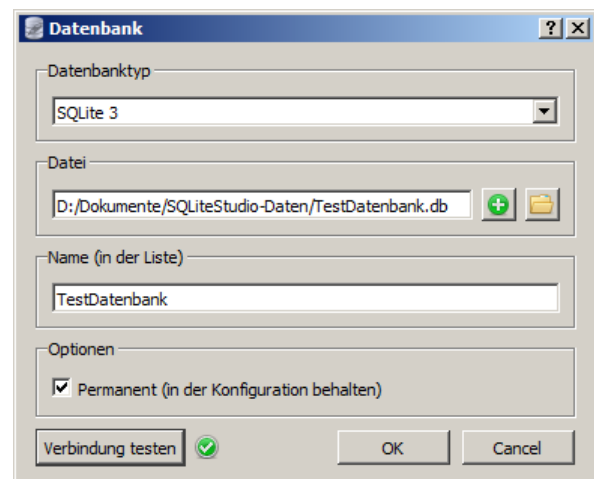 Datenbank
Datenbanktyp
SQLite 3
Datei
D:/Dokumente/SQLiteStudio-Daten/TestDatenbank.db
Name (in der Liste)
TestDatenbank
Optionen
Permanent (in der Konfiguration behalten)
Verbindung testen OK Cancel